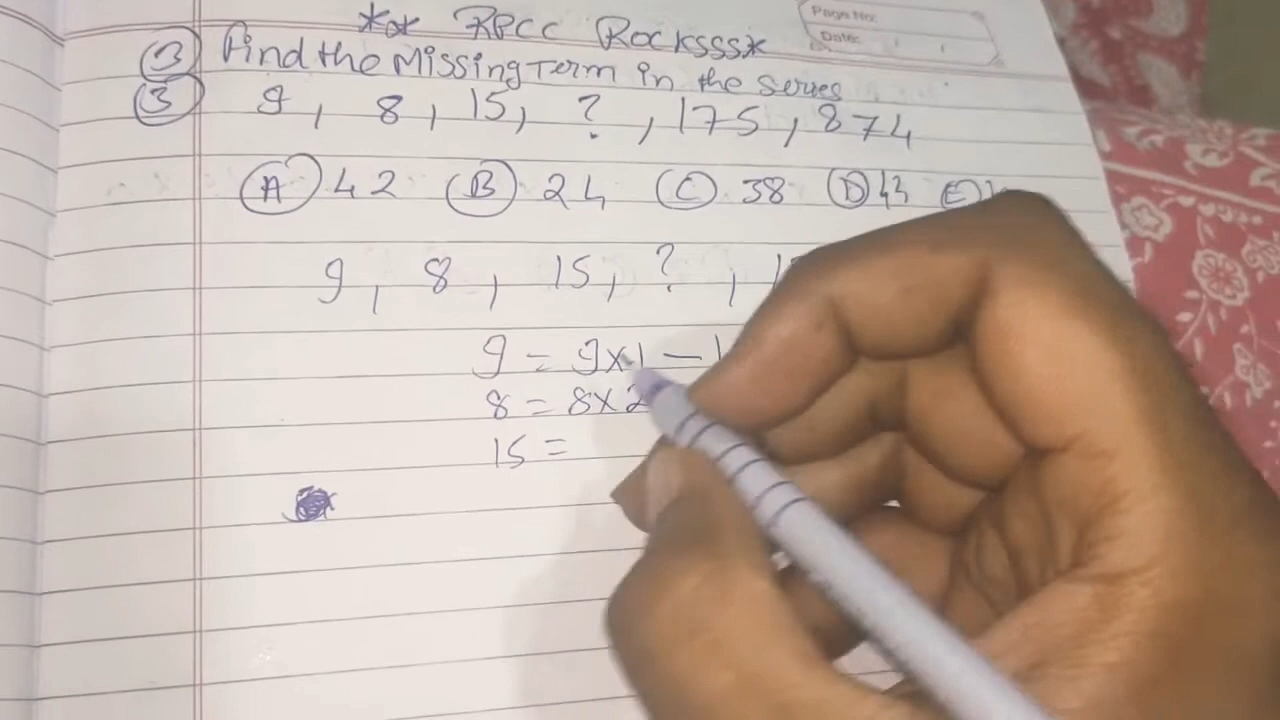 *** RPCC Rocksss*
Page No:
Date:
3 Find the Missing Term in the Series
3 9, 8, 15, ?, 175, 874
A 42 B 24 C 38 D 43 E
9, 8, 15, ?,
9 = 9x1 — 1
8 = 8x2
15 =